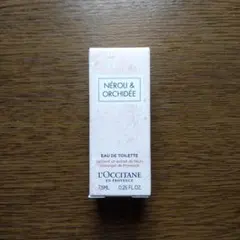 NÉROLI &
ORCHIDÉE
EAU DE TOILETTE
L'OCCITANE
EN PROVENCE
7,5ML 0.25 FL.OZ.